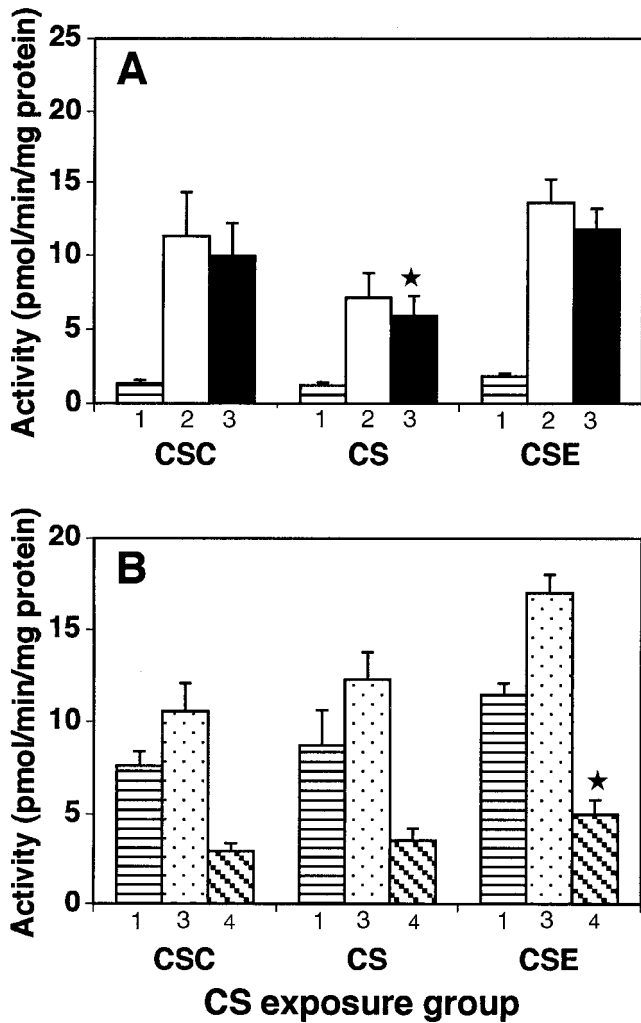 A
Activity (pmol/min/mg protein)
25
20
15
10
5
0
1 2 3 1 2 3 1 2 3
CSC CS CSE
B
Activity (pmol/min/mg protein)
20
15
10
5
0
1 3 4 1 3 4 1 3 4
CSC CS CSE
CS exposure group